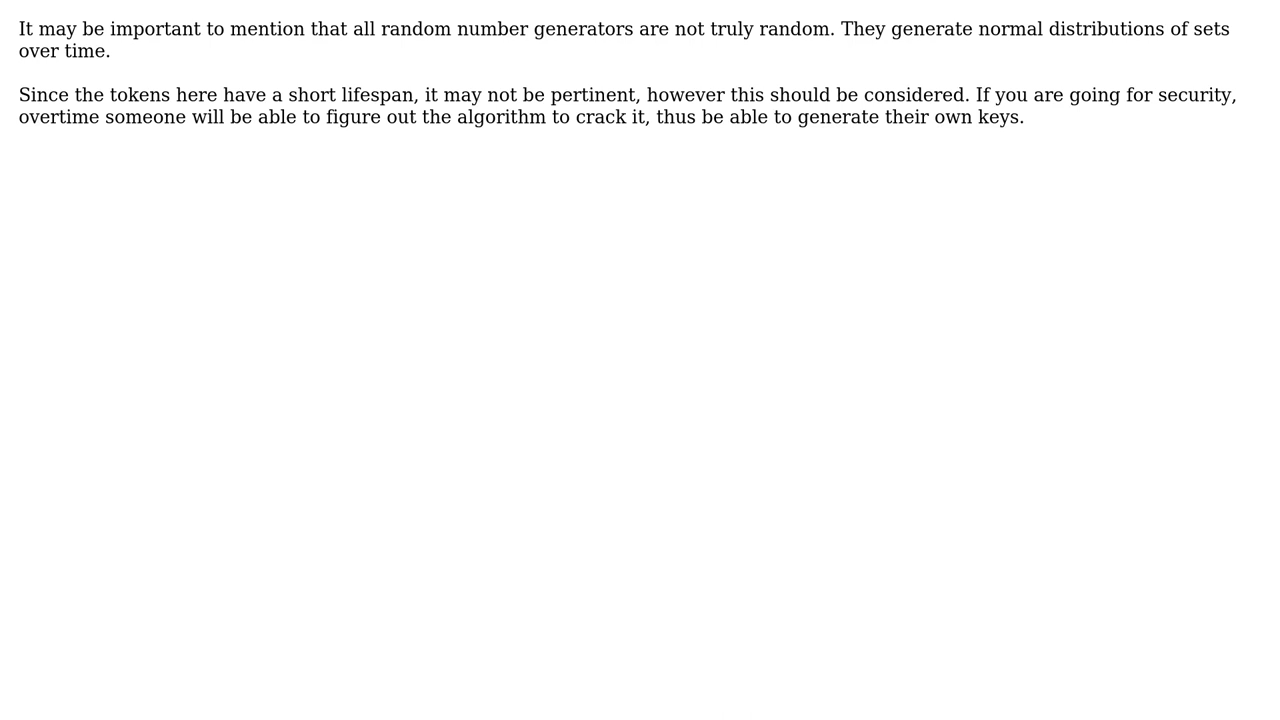 It may be important to mention that all random number generators are not truly random. They generate normal distributions of sets
over time.
Since the tokens here have a short lifespan, it may not be pertinent, however this should be considered. If you are going for security,
overtime someone will be able to figure out the algorithm to crack it, thus be able to generate their own keys.